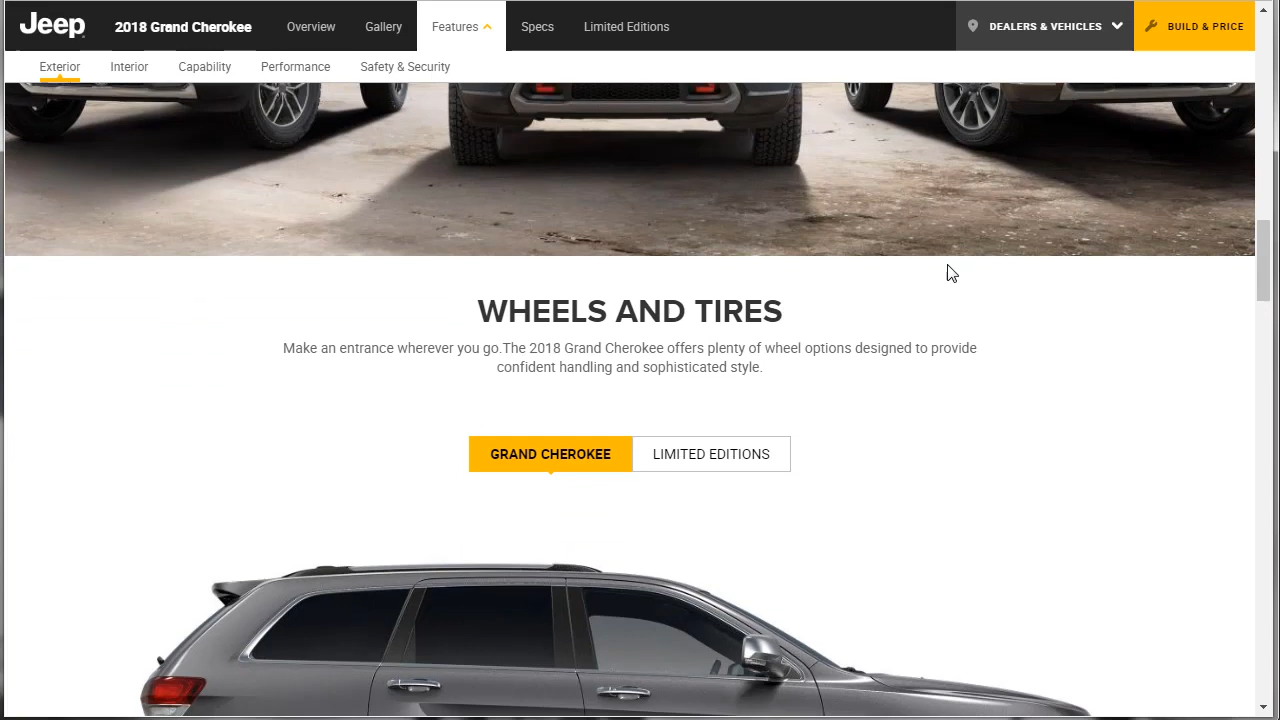 Jeep 2018 Grand Cherokee Overview Gallery Features Specs Limited Editions DEALERS & VEHICLES BUILD & PRICE
Exterior Interior Capability Performance Safety & Security
WHEELS AND TIRES
Make an entrance wherever you go.The 2018 Grand Cherokee offers plenty of wheel options designed to provide
confident handling and sophisticated style.
GRAND CHEROKEE LIMITED EDITIONS